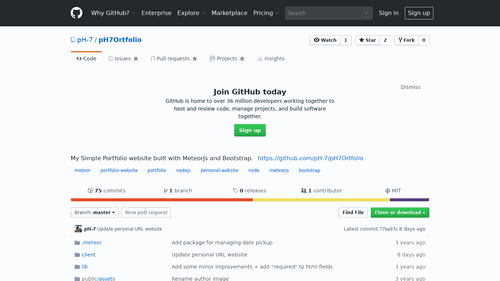 Why GitHub? Enterprise Explore Marketplace Pricing Search Sign in Sign up
pH-7 / pH7Ortfolio Watch 1 Star 2 Fork 0
Code Issues 0 Pull requests 0 Projects 0 Insights
Dismiss
Join GitHub today
GitHub is home to over 36 million developers working together to
host and review code, manage projects, and build software
together.
Sign up
My Simple Portfolio website built with MeteorJs and Bootstrap. https://github.com/pH-7/pH7Ortfolio
meteor portfolio-website portfolio nodejs personal-website node meteorjs bootstrap
75 commits 1 branch 0 releases 1 contributor MIT
Branch: master New pull request Find File Clone or download
pH-7 Update personal URL website Latest commit 77ba37c 8 days ago
.meteor Add package for managing date pickup 3 years ago
client Update personal URL website 8 days ago
lib Add some minor improvements + add "required" to html fields 3 years ago
public/assets Rename author image 3 years ago